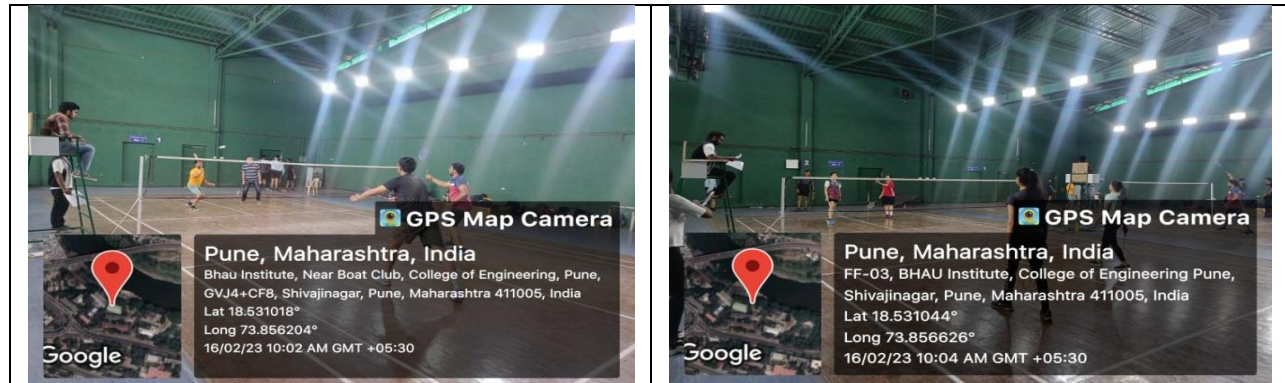 GPS Map Camera
Pune, Maharashtra, India
Bhau Institute, Near Boat Club, College of Engineering, Pune,
GVJ4+CF8, Shivajinagar, Pune, Maharashtra 411005, India
Lat 18.531018°
Long 73.856204°
16/02/23 10:02 AM GMT +05:30
Google
GPS Map Camera
Pune, Maharashtra, India
FF-03, BHAU Institute, College of Engineering Pune,
Shivajinagar, Pune, Maharashtra 411005, India
Lat 18.531044°
Long 73.856626°
16/02/23 10:04 AM GMT +05:30
Google